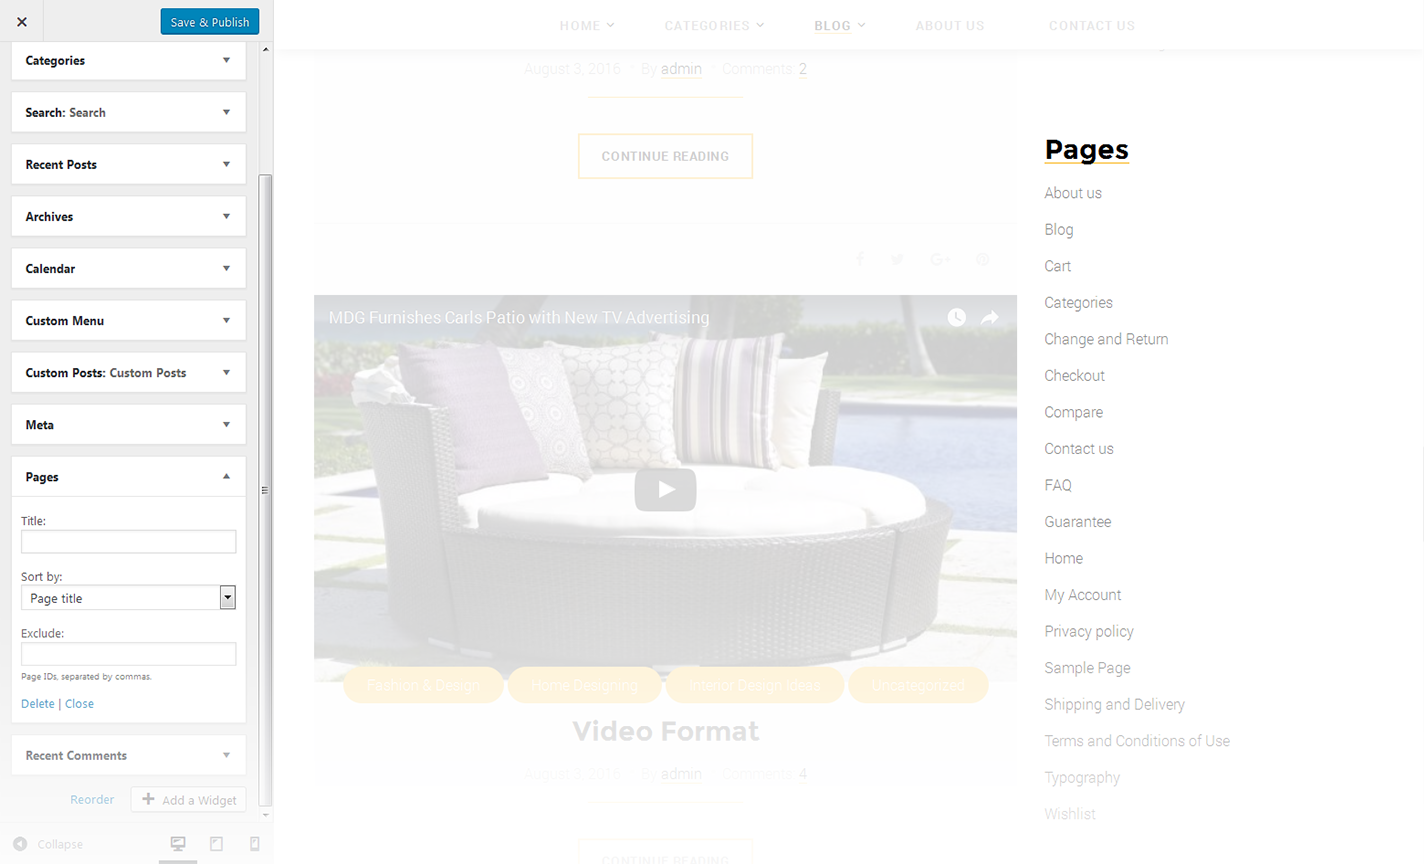 Save & Publish
Categories
Search: Search
Recent Posts
Archives
Calendar
Custom Menu
Custom Posts: Custom Posts
Meta
Pages
Title:
Sort by:
Page title
Exclude:
Page IDs, separated by commas.
Delete | Close
Recent Comments
Reorder
Add a Widget
Collapse
HOME CATEGORIES BLOG ABOUT US CONTACT US
August 3, 2016 By admin Comments: 2
CONTINUE READING
MDG Furnishes Carls Patio with New TV Advertising
Fashion & Design Home Designing Interior Design Ideas Uncategorized
Video Format
August 3, 2016 By admin Comments: 4
CONTINUE READING
Pages
About us
Blog
Cart
Categories
Change and Return
Checkout
Compare
Contact us
FAQ
Guarantee
Home
My Account
Privacy policy
Sample Page
Shipping and Delivery
Terms and Conditions of Use
Typography
Wishlist